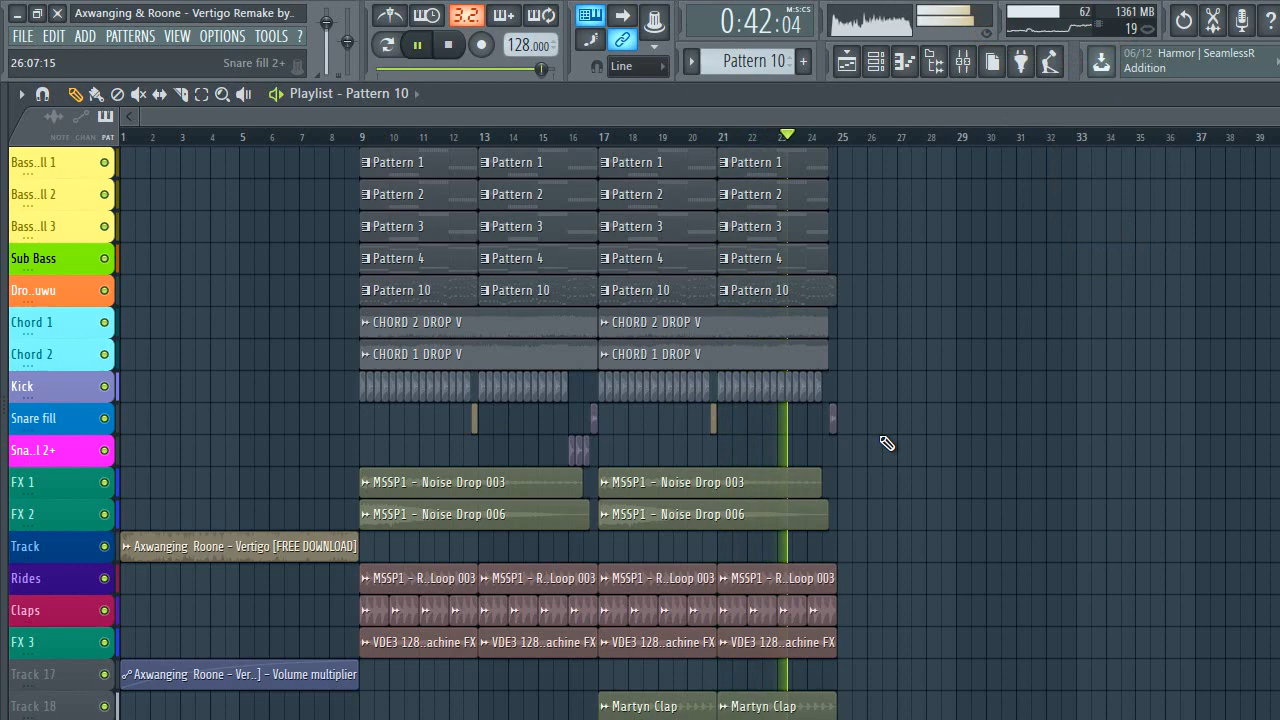 Axwanging & Roone - Vertigo Remake by..
FILE EDIT ADD PATTERNS VIEW OPTIONS TOOLS ?
26:07:15 Snare fill 2+
3.2.
128.000
Line
M:S:CS
0:42:04
Pattern 10
62 1361 MB
19
06/12 Harmor | SeamlessR
Addition
Playlist - Pattern 10
NOTE CHAN PAT
1 2 3 4 5 6 7 8 9 10 11 12 13 14 15 16 17 18 19 20 21 22 24 25 26 27 28 29 30 31 32 33 34 35 36 37 38 39
Bass..ll 1 Pattern 1 Pattern 1 Pattern 1 Pattern 1
Bass..ll 2 Pattern 2 Pattern 2 Pattern 2 Pattern 2
Bass..ll 3 Pattern 3 Pattern 3 Pattern 3 Pattern 3
Sub Bass Pattern 4 Pattern 4 Pattern 4 Pattern 4
Dro..uwu Pattern 10 Pattern 10 Pattern 10 Pattern 10
Chord 1 CHORD 2 DROP V CHORD 2 DROP V
Chord 2 CHORD 1 DROP V CHORD 1 DROP V
Kick
Snare fill
Sna..l 2+
FX 1 MSSP1 - Noise Drop 003 MSSP1 - Noise Drop 003
FX 2 MSSP1 - Noise Drop 006 MSSP1 - Noise Drop 006
Track Axwanging Roone - Vertigo [FREE DOWNLOAD]
Rides MSSP1 - R..Loop 003 MSSP1 - R..Loop 003 MSSP1 - R..Loop 003 MSSP1 - R..Loop 003
Claps
FX 3 VDE3 128..achine FX VDE3 128..achine FX VDE3 128..achine FX VDE3 128..achine FX
Track 17 Axwanging Roone - Ver..] - Volume multiplier
Track 18 Martyn Clap Martyn Clap